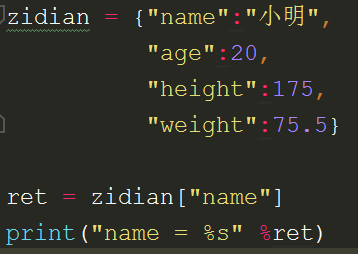 zidian = {"name":"小明",
"age":20,
"height":175,
"weight":75.5}
ret = zidian["name"]
print("name = %s" %ret)